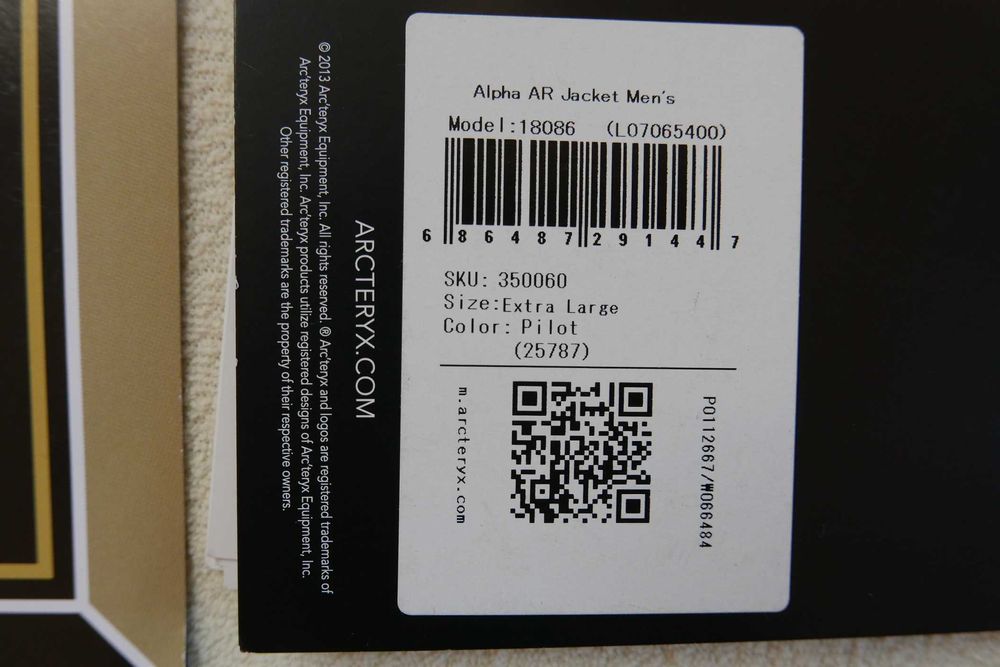 Alpha AR Jacket Men's
Model:18086 (L07065400)
6 86487 29144 7
SKU: 350060
Size:Extra Large
Color: Pilot
(25787)
m.arcteryx.com
P0112667/W066484
ARCTERYX.COM
© 2013 Arc'teryx Equipment, Inc. All rights reserved. ® Arc'teryx and logos are registered trademarks of
Arc'teryx Equipment, Inc. Arc'teryx products utilize registered designs of Arc'teryx Equipment, Inc.
Other registered trademarks are the property of their respective owners.